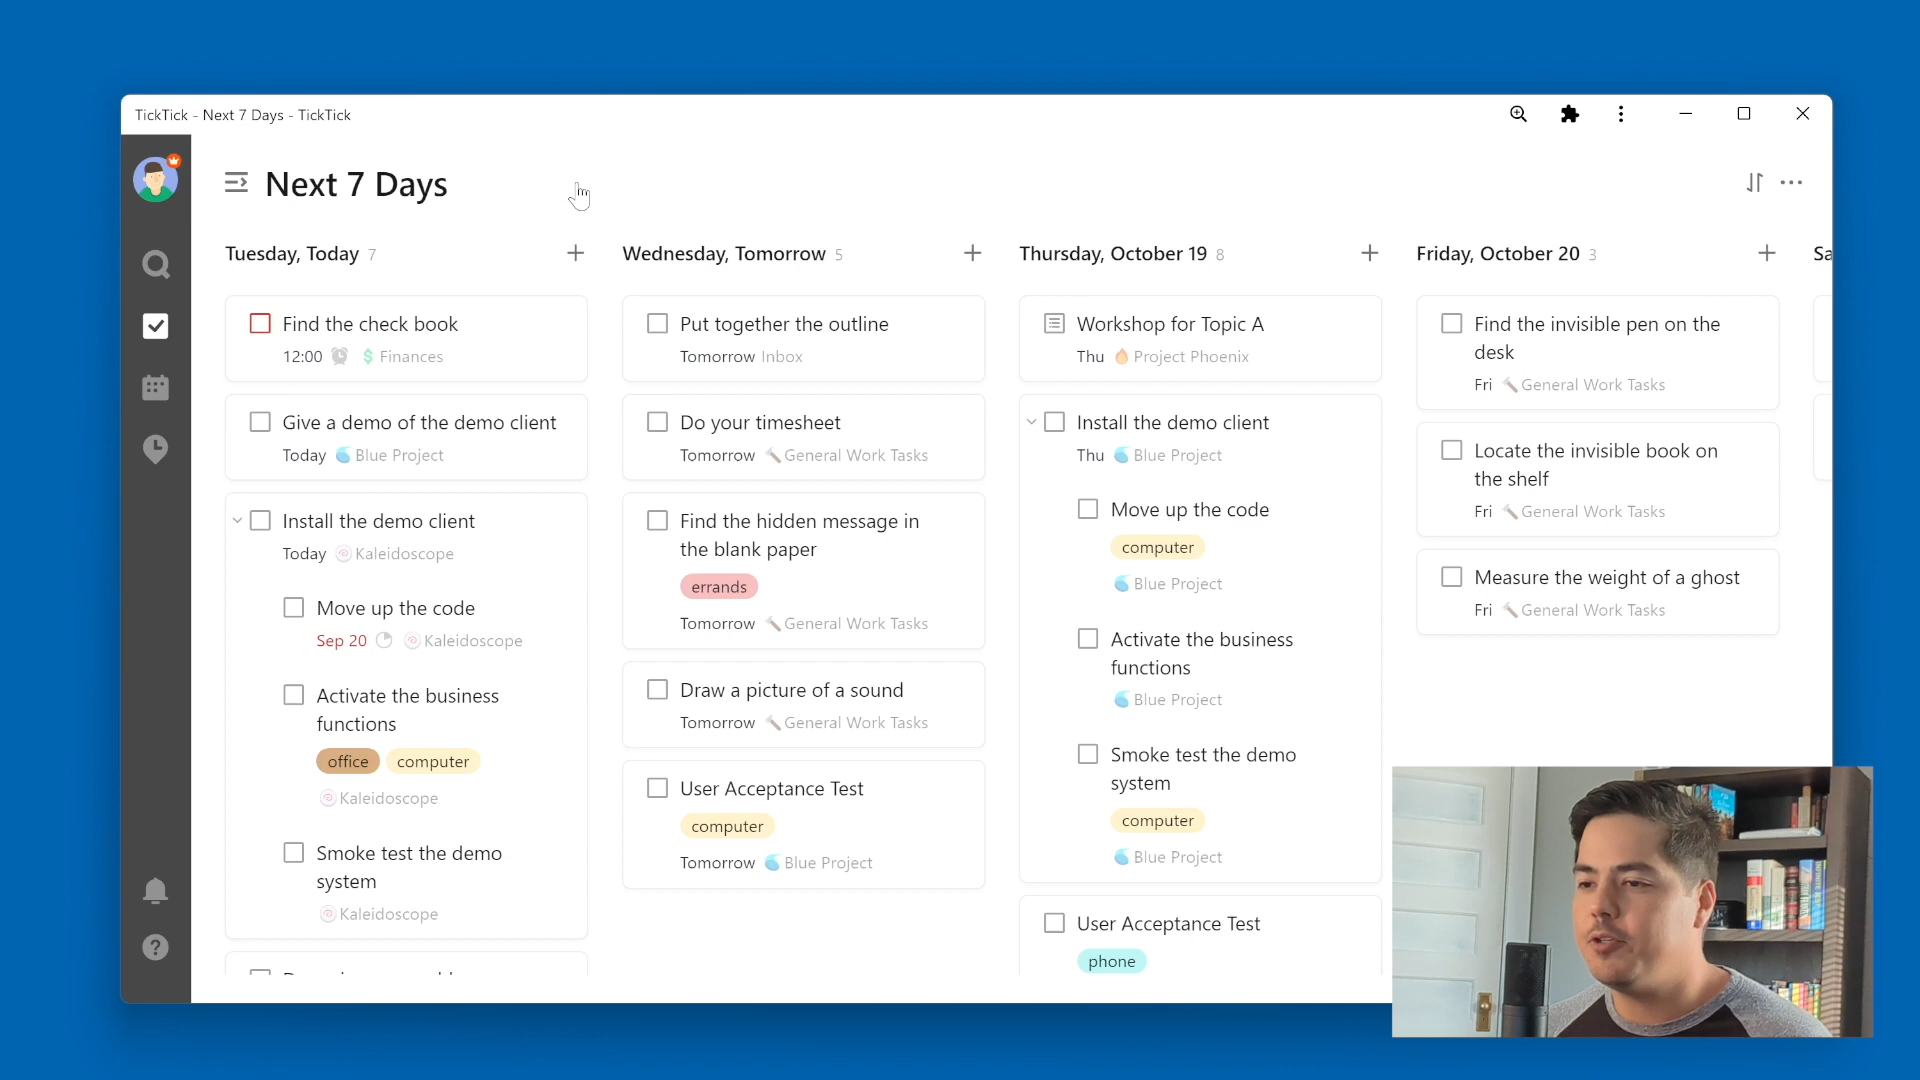 TickTick - Next 7 Days - TickTick
Next 7 Days
Tuesday, Today 7
Find the check book
12:00 Finances
Give a demo of the demo client
Today Blue Project
Install the demo client
Today Kaleidoscope
Move up the code
Sep 20 Kaleidoscope
Activate the business
functions
office computer
Kaleidoscope
Smoke test the demo
system
Kaleidoscope
Wednesday, Tomorrow 5
Put together the outline
Tomorrow Inbox
Do your timesheet
Tomorrow General Work Tasks
Find the hidden message in
the blank paper
errands
Tomorrow General Work Tasks
Draw a picture of a sound
Tomorrow General Work Tasks
User Acceptance Test
computer
Tomorrow Blue Project
Thursday, October 19 8
Workshop for Topic A
Thu Project Phoenix
Install the demo client
Thu Blue Project
Move up the code
computer
Blue Project
Activate the business
functions
Blue Project
Smoke test the demo
system
computer
Blue Project
User Acceptance Test
phone
Friday, October 20 3
Find the invisible pen on the
desk
Fri General Work Tasks
Locate the invisible book on
the shelf
Fri General Work Tasks
Measure the weight of a ghost
Fri General Work Tasks
Sa